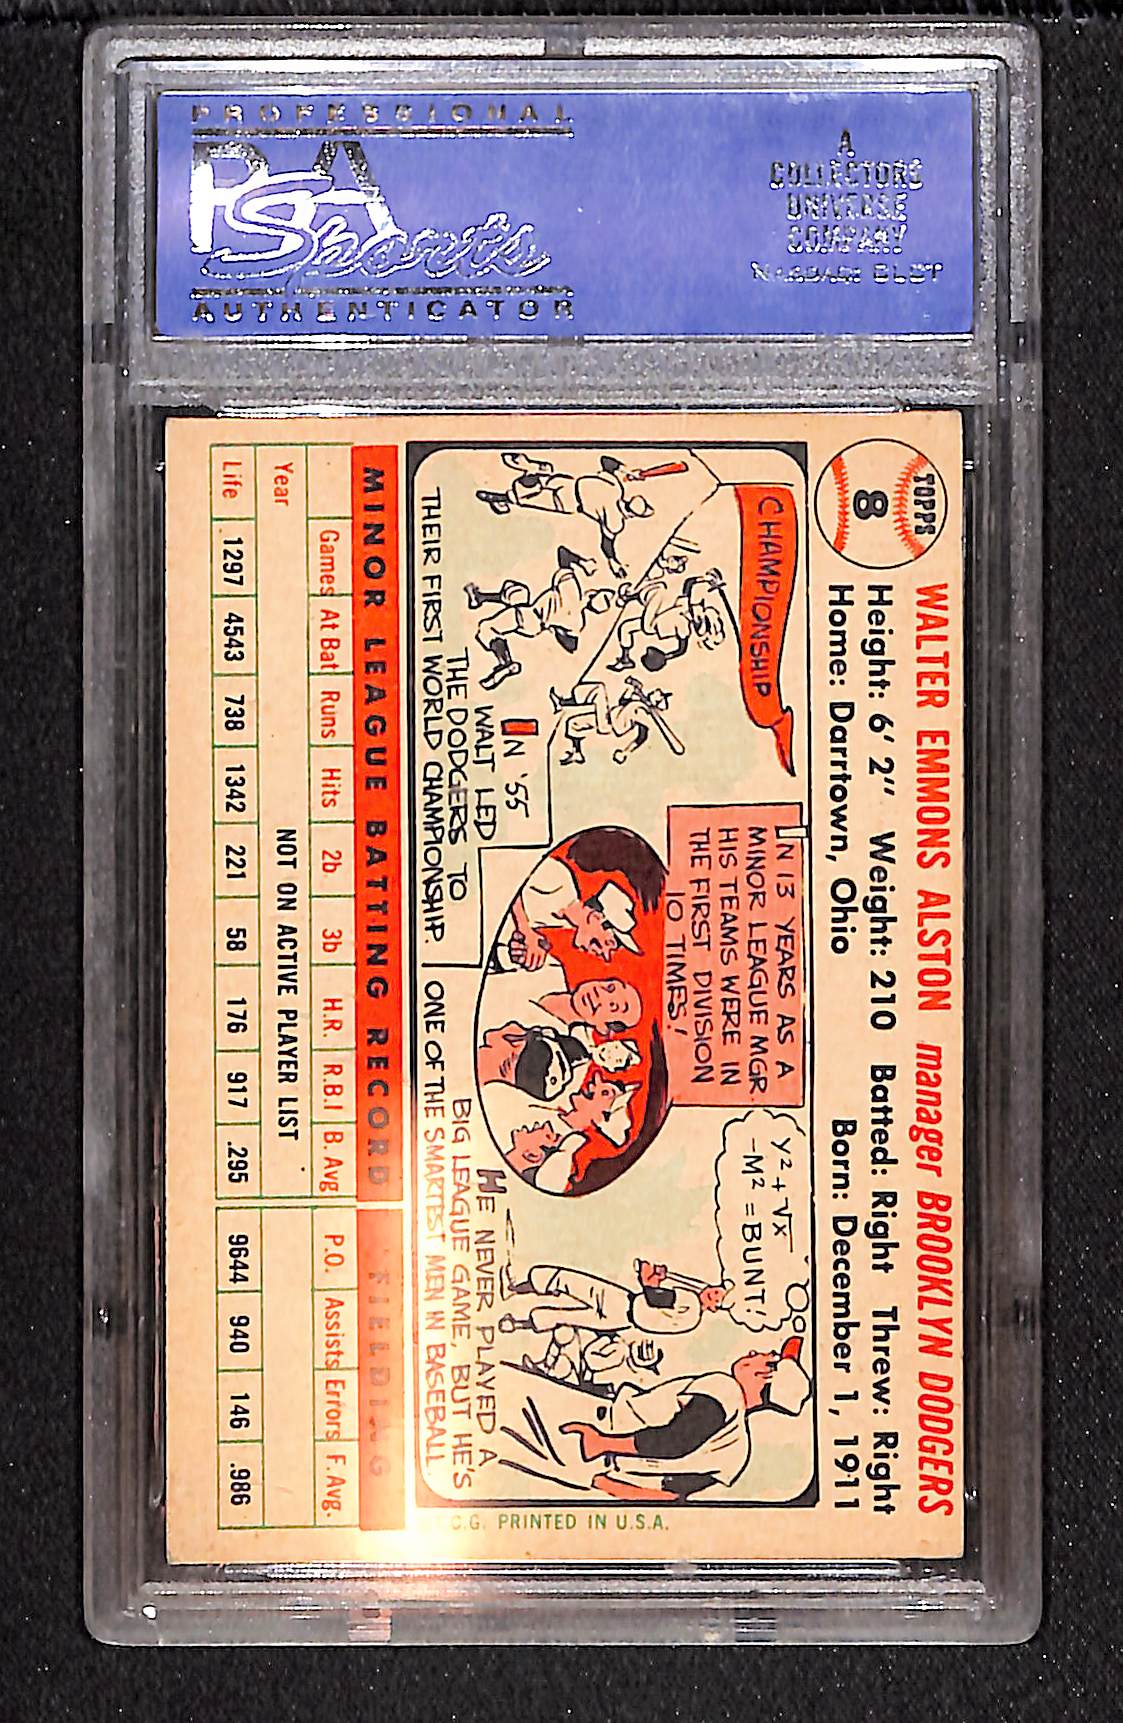 PROFESSIONAL
PSA
Sports
AUTHENTICATOR
A
COLLECTORS
UNIVERSE
COMPANY
NASDAQ: CLCT
TOPPS
8
WALTER EMMONS ALSTON manager BROOKLYN DODGERS
Height: 6' 2" Weight: 210 Batted: Right Threw: Right
Home: Darrtown, Ohio Born: December 1, 1911
CHAMPIONSHIP
IN '55
WALT LED
THE DODGERS TO
THEIR FIRST WORLD CHAMPIONSHIP.
IN 13 YEARS AS A
MINOR LEAGUE MGR.
HIS TEAMS WERE IN
THE FIRST DIVISION
10 TIMES!
Y²+√X
-M²=BUNT!
HE NEVER PLAYED A
BIG LEAGUE GAME, BUT HE'S
ONE OF THE SMARTEST MEN IN BASEBALL.
MINOR LEAGUE BATTING RECORD FIELDING
Games At Bat Runs Hits 2b. 3b H.R. R.B.I B. Avg P.O. Assists Errors F. Avg.
Year NOT ON ACTIVE PLAYER LIST
Life 1297 4543 738 1342 221 58 176 917 .295 9644 940 146 .986
T.C.G. PRINTED IN U.S.A.